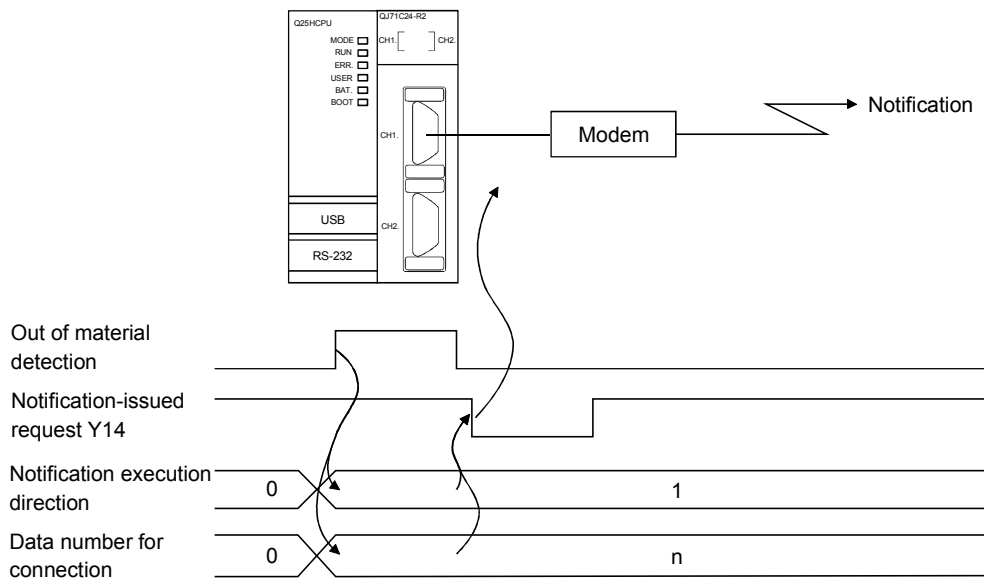 Q25HCPU
MODE
RUN
ERR.
USER
BAT.
BOOT
QJ71C24-R2
CH1. CH2.
CH1.
CH2.
USB
RS-232
Modem
Notification
Out of material
detection
Notification-issued
request Y14
Notification execution
direction
0 1
Data number for
connection
0 n